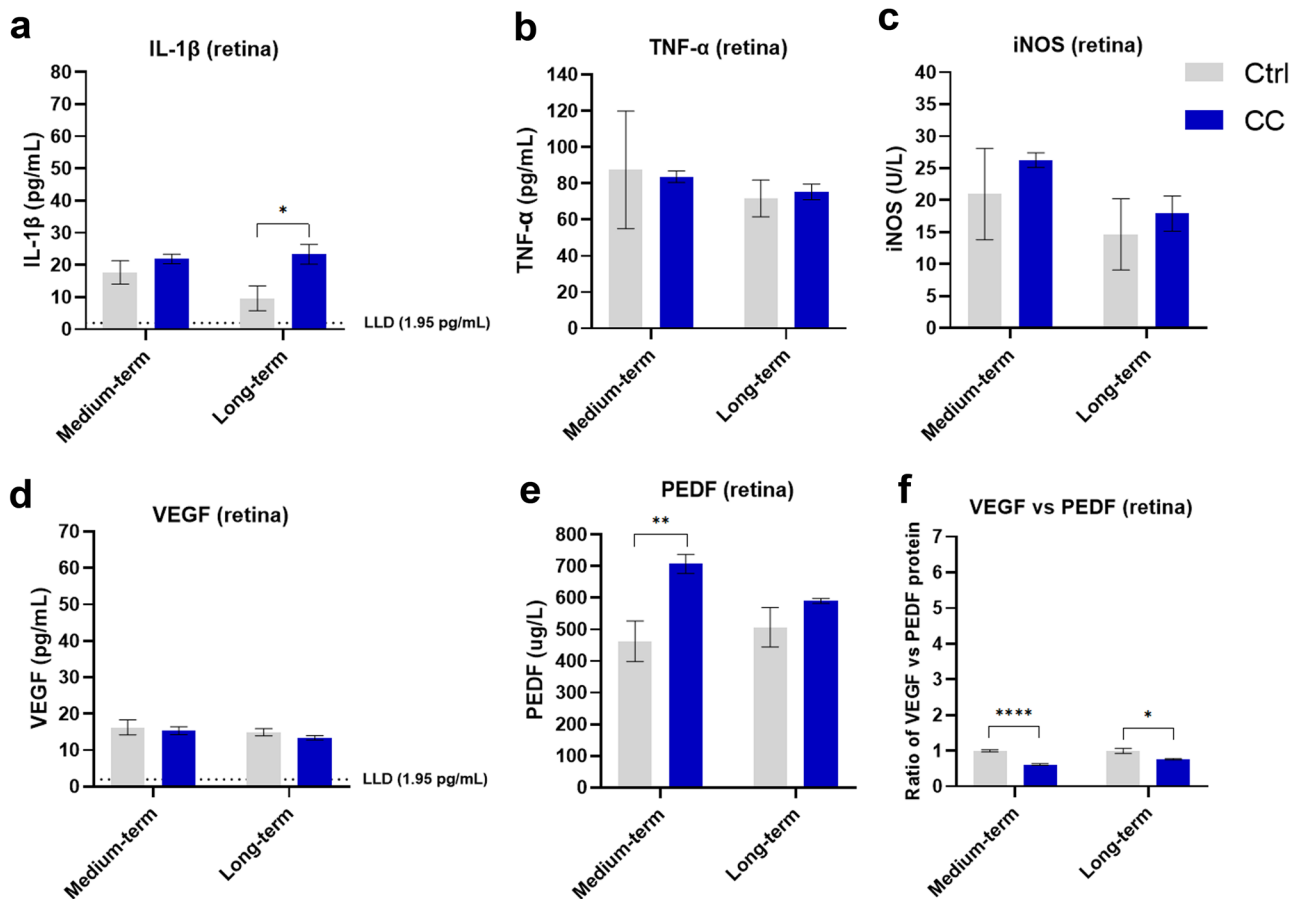 a
IL-1β (retina)
80
70
60
50
40
30
20
10
0
IL-1β (pg/mL)
*
LLD (1.95 pg/mL)
Medium-term
Long-term
b
TNF-α (retina)
140
120
100
80
60
40
20
0
TNF-α (pg/mL)
Medium-term
Long-term
c
iNOS (retina)
40
35
30
25
20
15
10
5
0
iNOS (U/L)
Medium-term
Long-term
Ctrl
CC
d
VEGF (retina)
70
60
50
40
30
20
10
0
VEGF (pg/mL)
LLD (1.95 pg/mL)
Medium-term
Long-term
e
PEDF (retina)
800
700
600
500
400
300
200
100
0
PEDF (ug/L)
**
Medium-term
Long-term
f
VEGF vs PEDF (retina)
7
6
5
4
3
2
1
0
Ratio of VEGF vs PEDF protein
****
*
Medium-term
Long-term